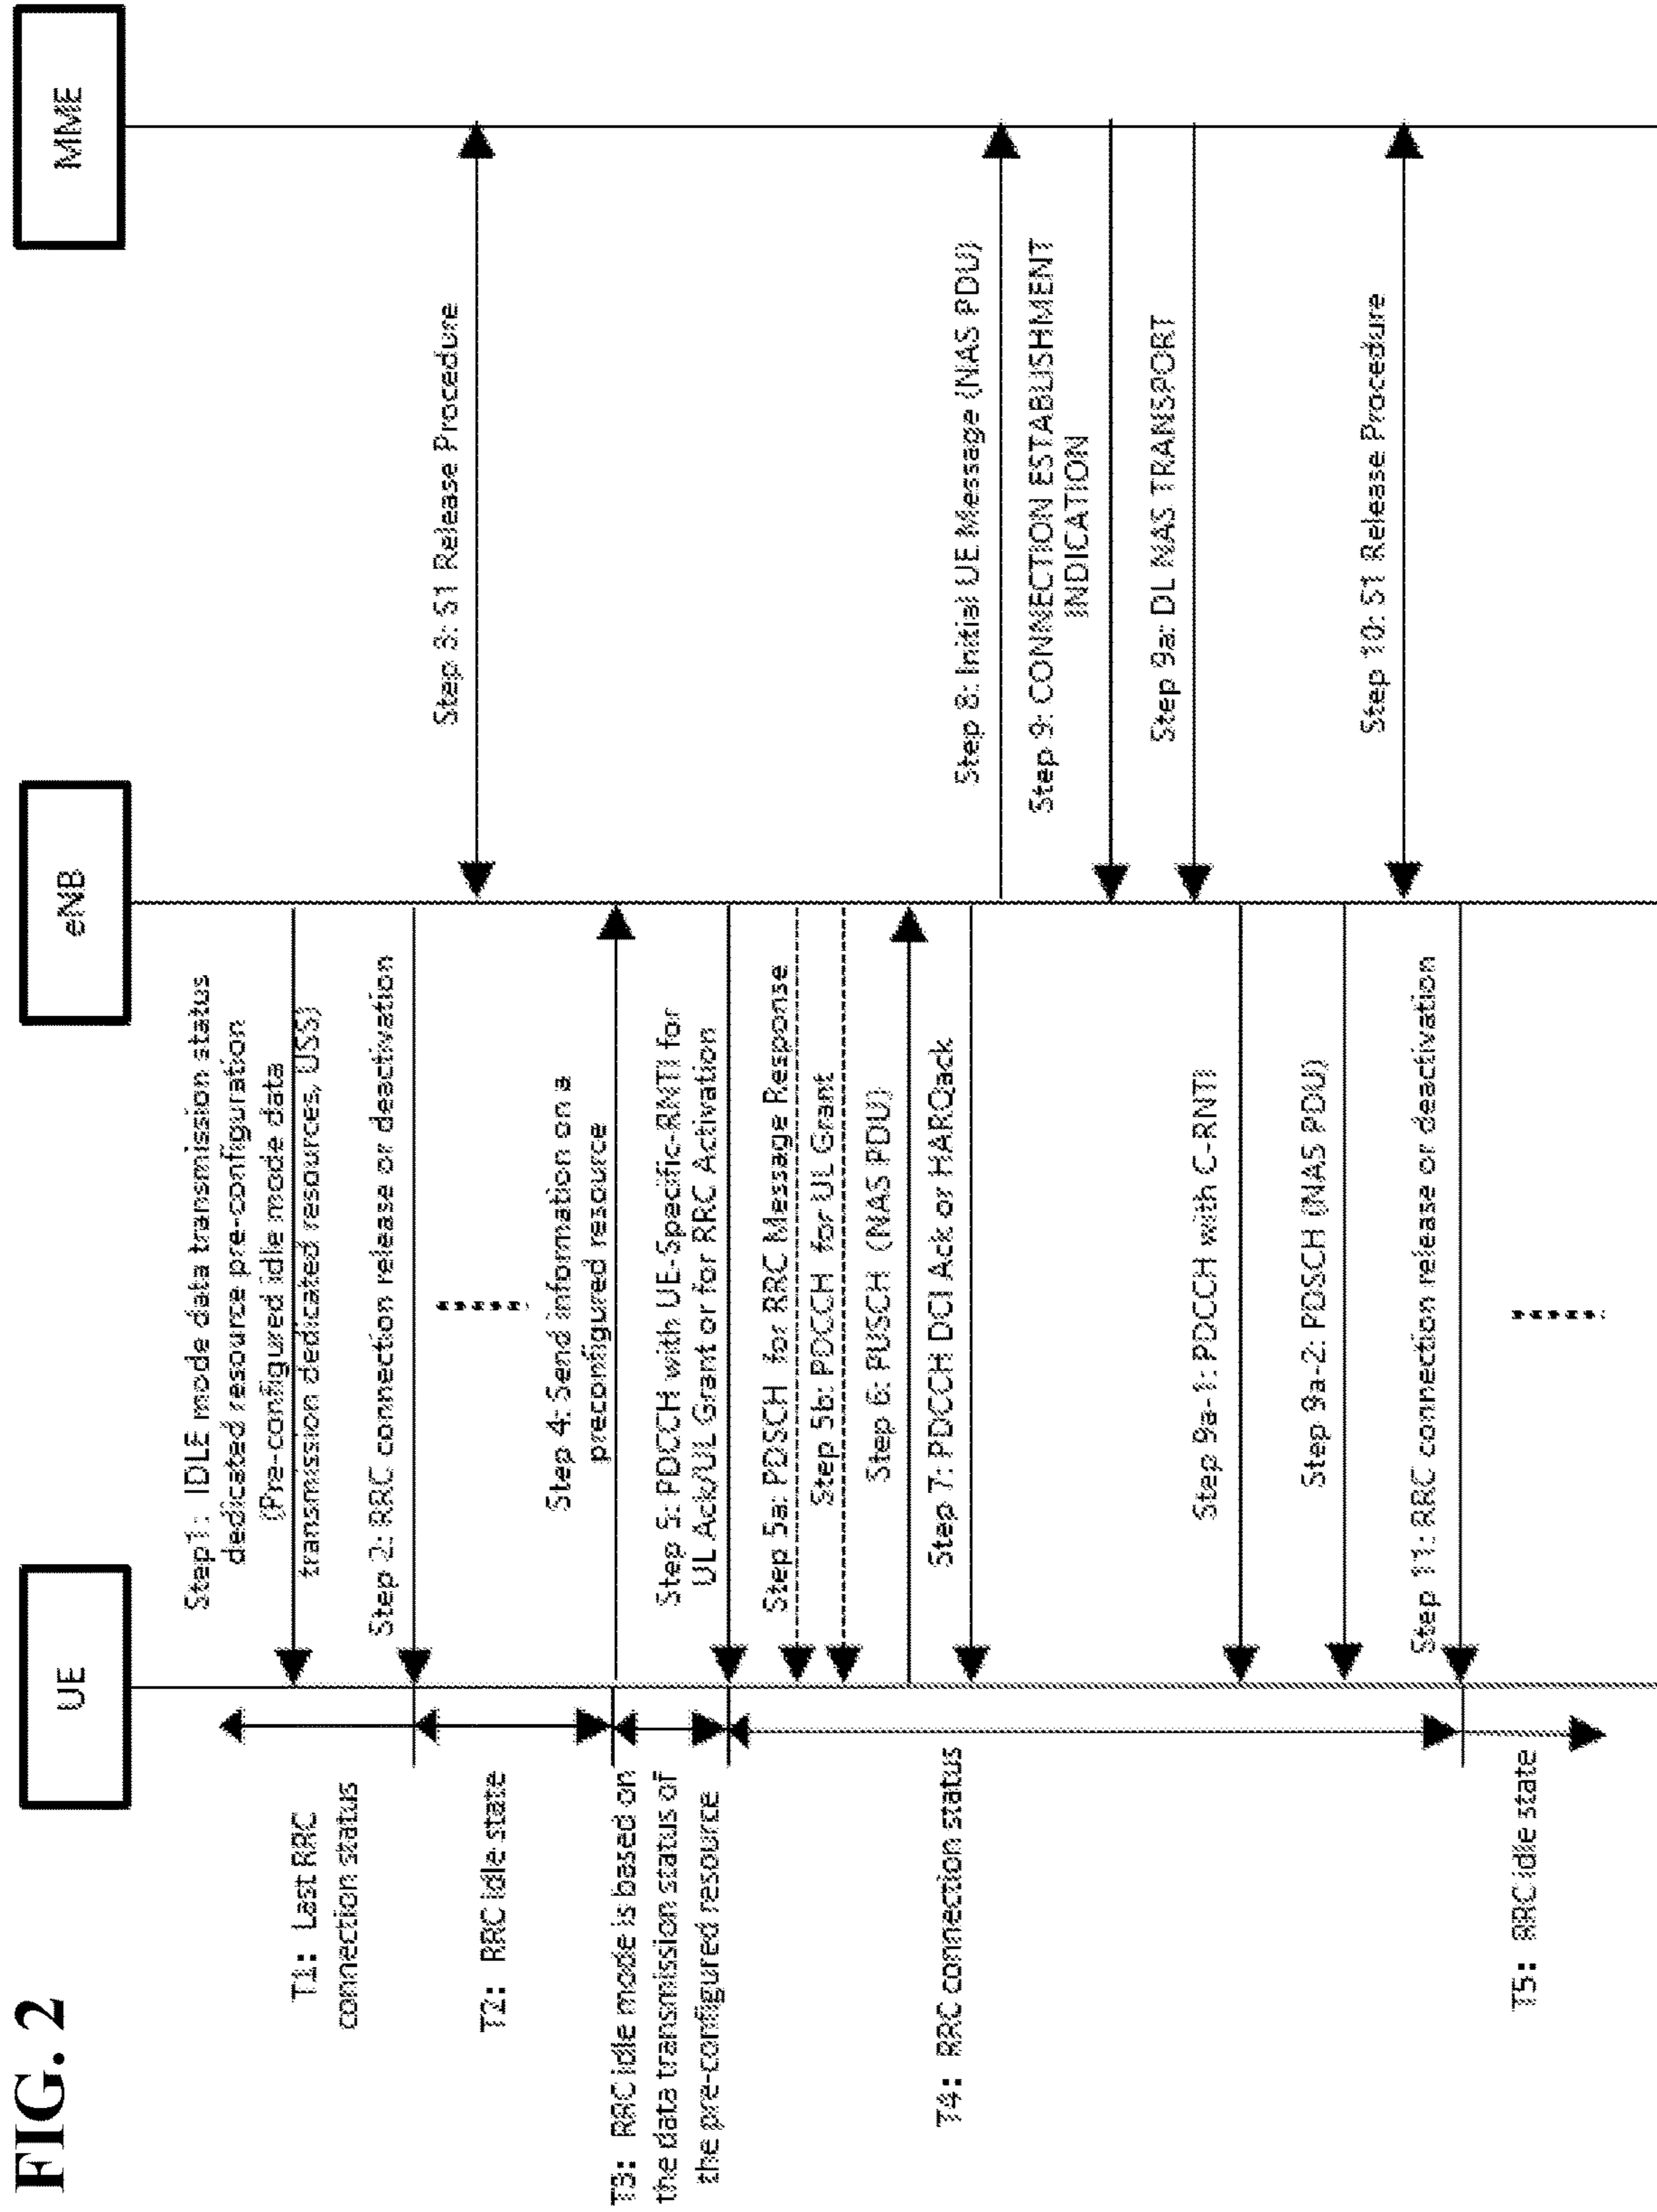 FIG. 2
UE
eNB
MME
T1: Last RRC
connection status
T2: RRC idle state
T3: RRC idle mode is based on
the data transmission status of
the pre-configured resource
T4: RRC connection status
T5: RRC idle state
Step1: IDLE mode data transmission status
dedicated resource pre-configuration
(Pre-configured idle mode data
transmission dedicated resources, USS)
Step 2: RRC connection release or deactivation
Step 3: S1 Release Procedure
Step 4: Send information on a
preconfigured resource
Step 5: PDCCH with UE-Specific-RNTI for
UL Ack/UL Grant or for RRC Activation
Step 5a: PDSCH for RRC Message Response
Step 5b: PDCCH for UL Grant
Step 6: PUSCH (NAS PDU)
Step 7: PDCCH DCI Ack or HARQack
Step 8: Initial UE Message (NAS PDU)
Step 9: CONNECTION ESTABLISHMENT
INDICATION
Step 9a: DL NAS TRANSPORT
Step 9a-1: PDCCH with C-RNTI
Step 9a-2: PDSCH (NAS PDU)
Step 10: S1 Release Procedure
Step 11: RRC connection release or deactivation